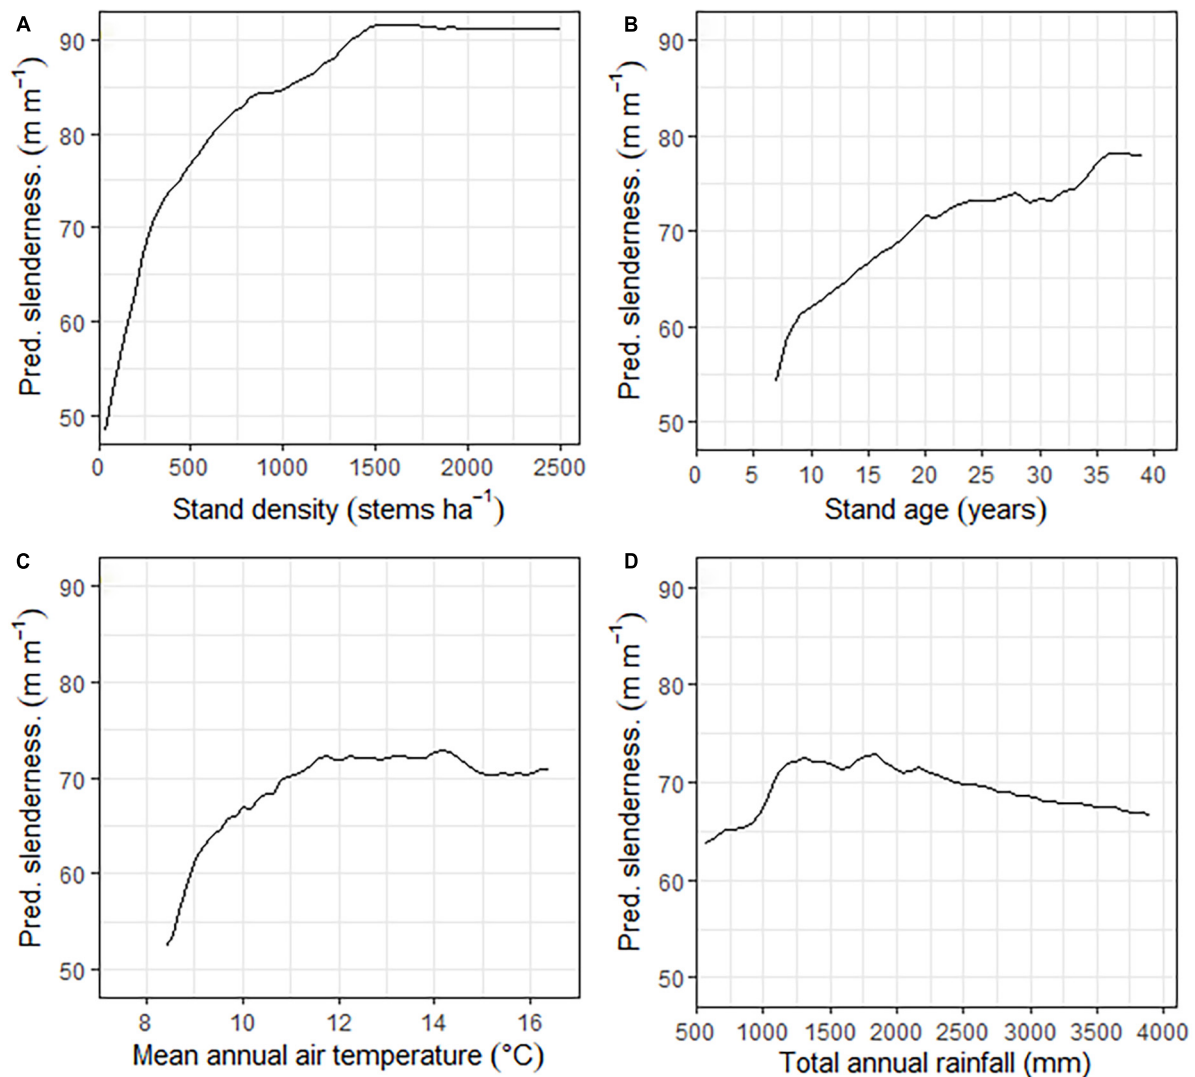 A
Pred. slenderness. (m m⁻¹)
90
80
70
60
50
0 500 1000 1500 2000 2500
Stand density (stems ha⁻¹)
B
Pred. slenderness. (m m⁻¹)
90
80
70
60
50
0 5 10 15 20 25 30 35 40
Stand age (years)
C
Pred. slenderness. (m m⁻¹)
90
80
70
60
50
8 10 12 14 16
Mean annual air temperature (°C)
D
Pred. slenderness. (m m⁻¹)
90
80
70
60
50
500 1000 1500 2000 2500 3000 3500 4000
Total annual rainfall (mm)